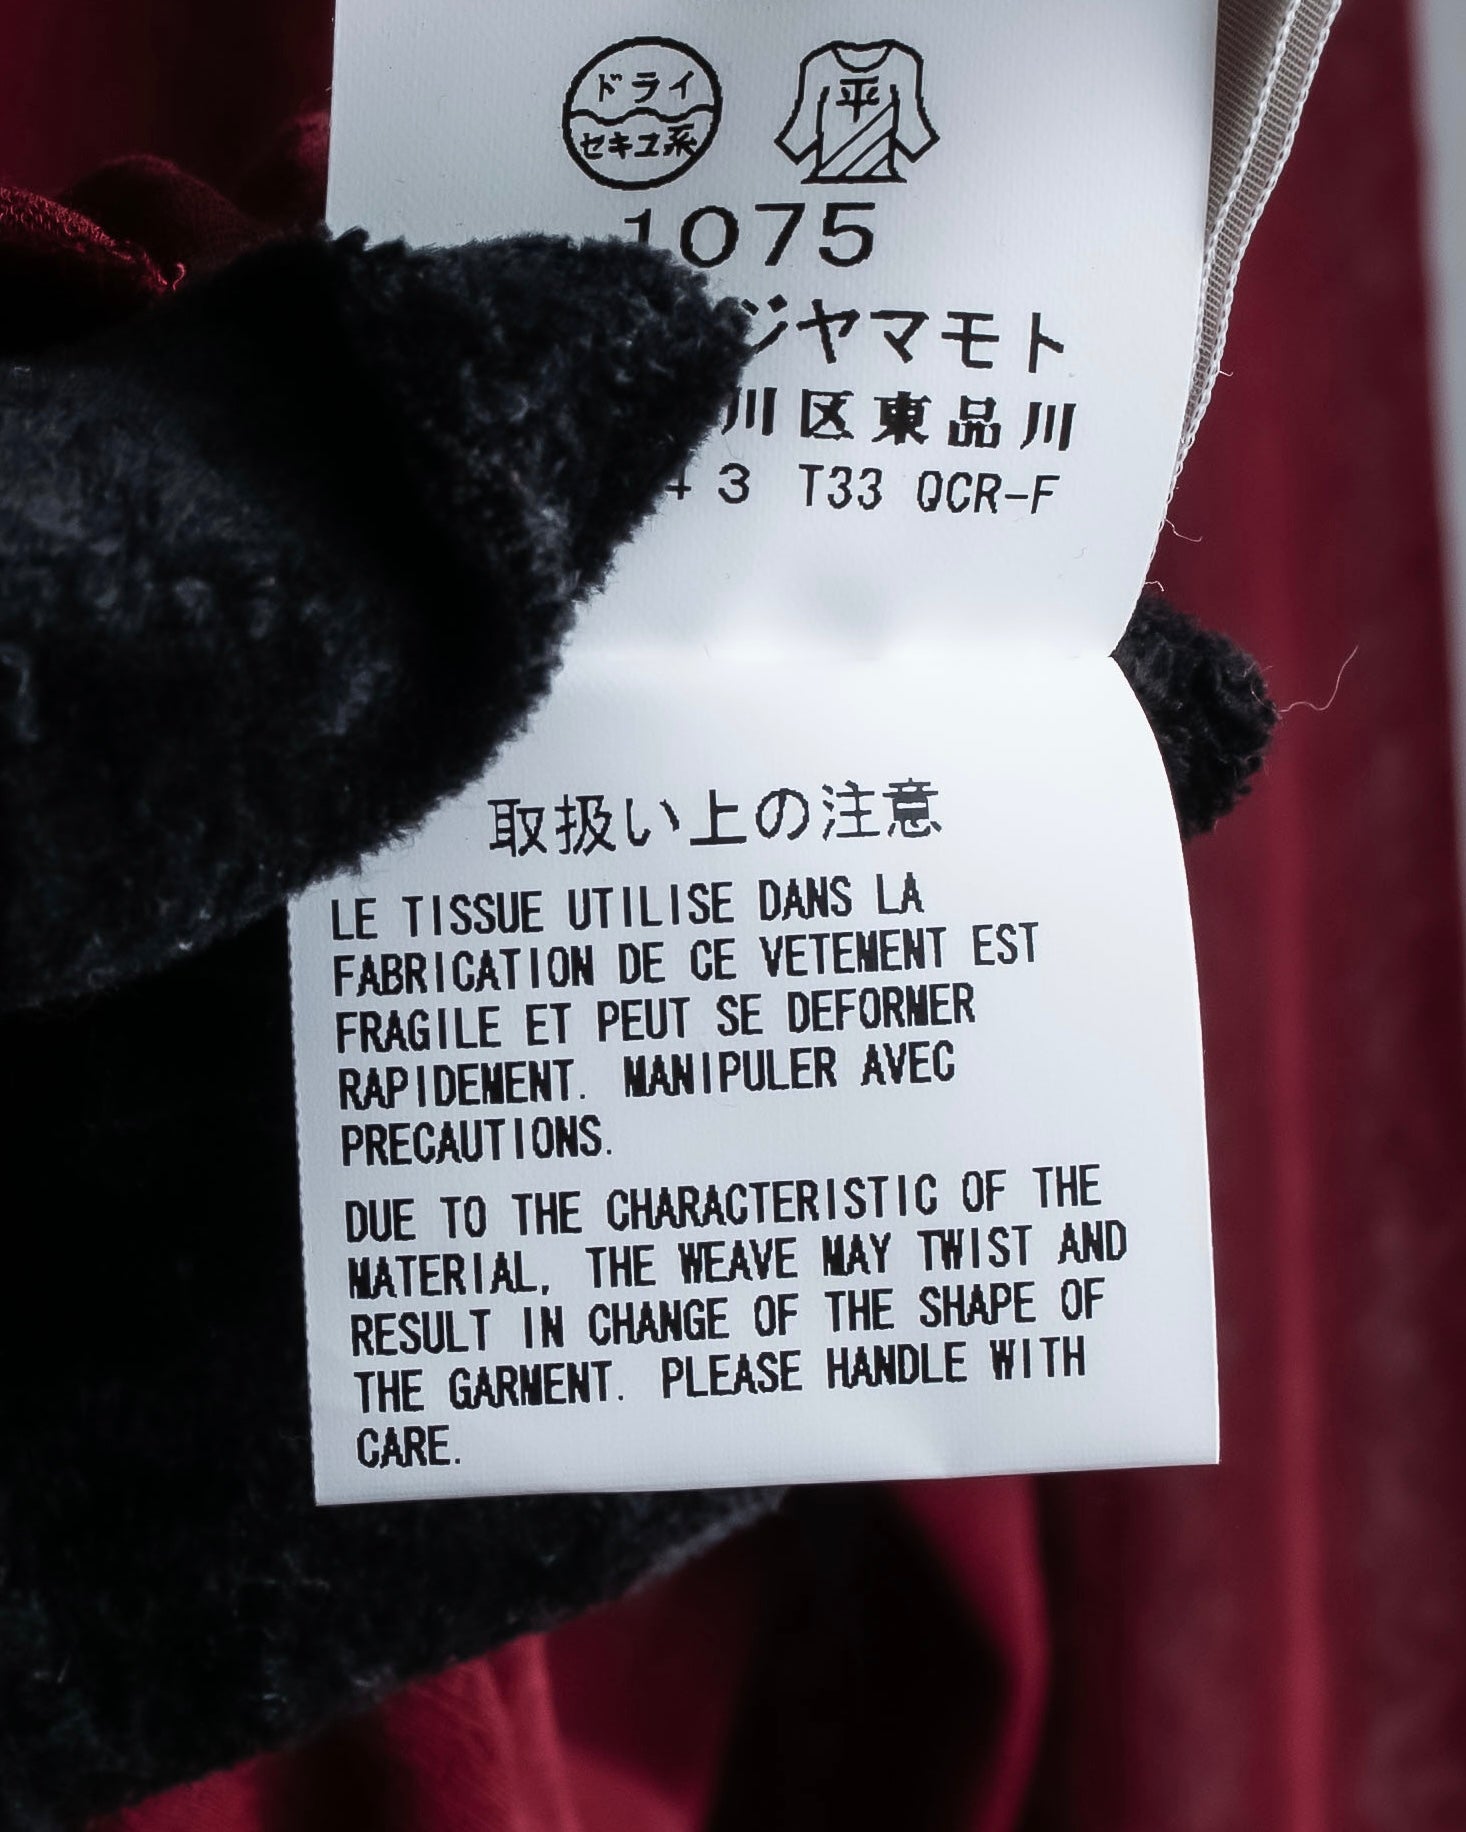 ドライ
セキユ系
平
1075
ジヤマモト
川区東品川
3 T33 QCR-F
取扱い上の注意
LE TISSUE UTILISE DANS LA
FABRICATION DE CE VETEMENT EST
FRAGILE ET PEUT SE DEFORMER
RAPIDEMENT. MANIPULER AVEC
PRECAUTIONS.
DUE TO THE CHARACTERISTIC OF THE
MATERIAL, THE WEAVE MAY TWIST AND
RESULT IN CHANGE OF THE SHAPE OF
THE GARMENT. PLEASE HANDLE WITH
CARE.